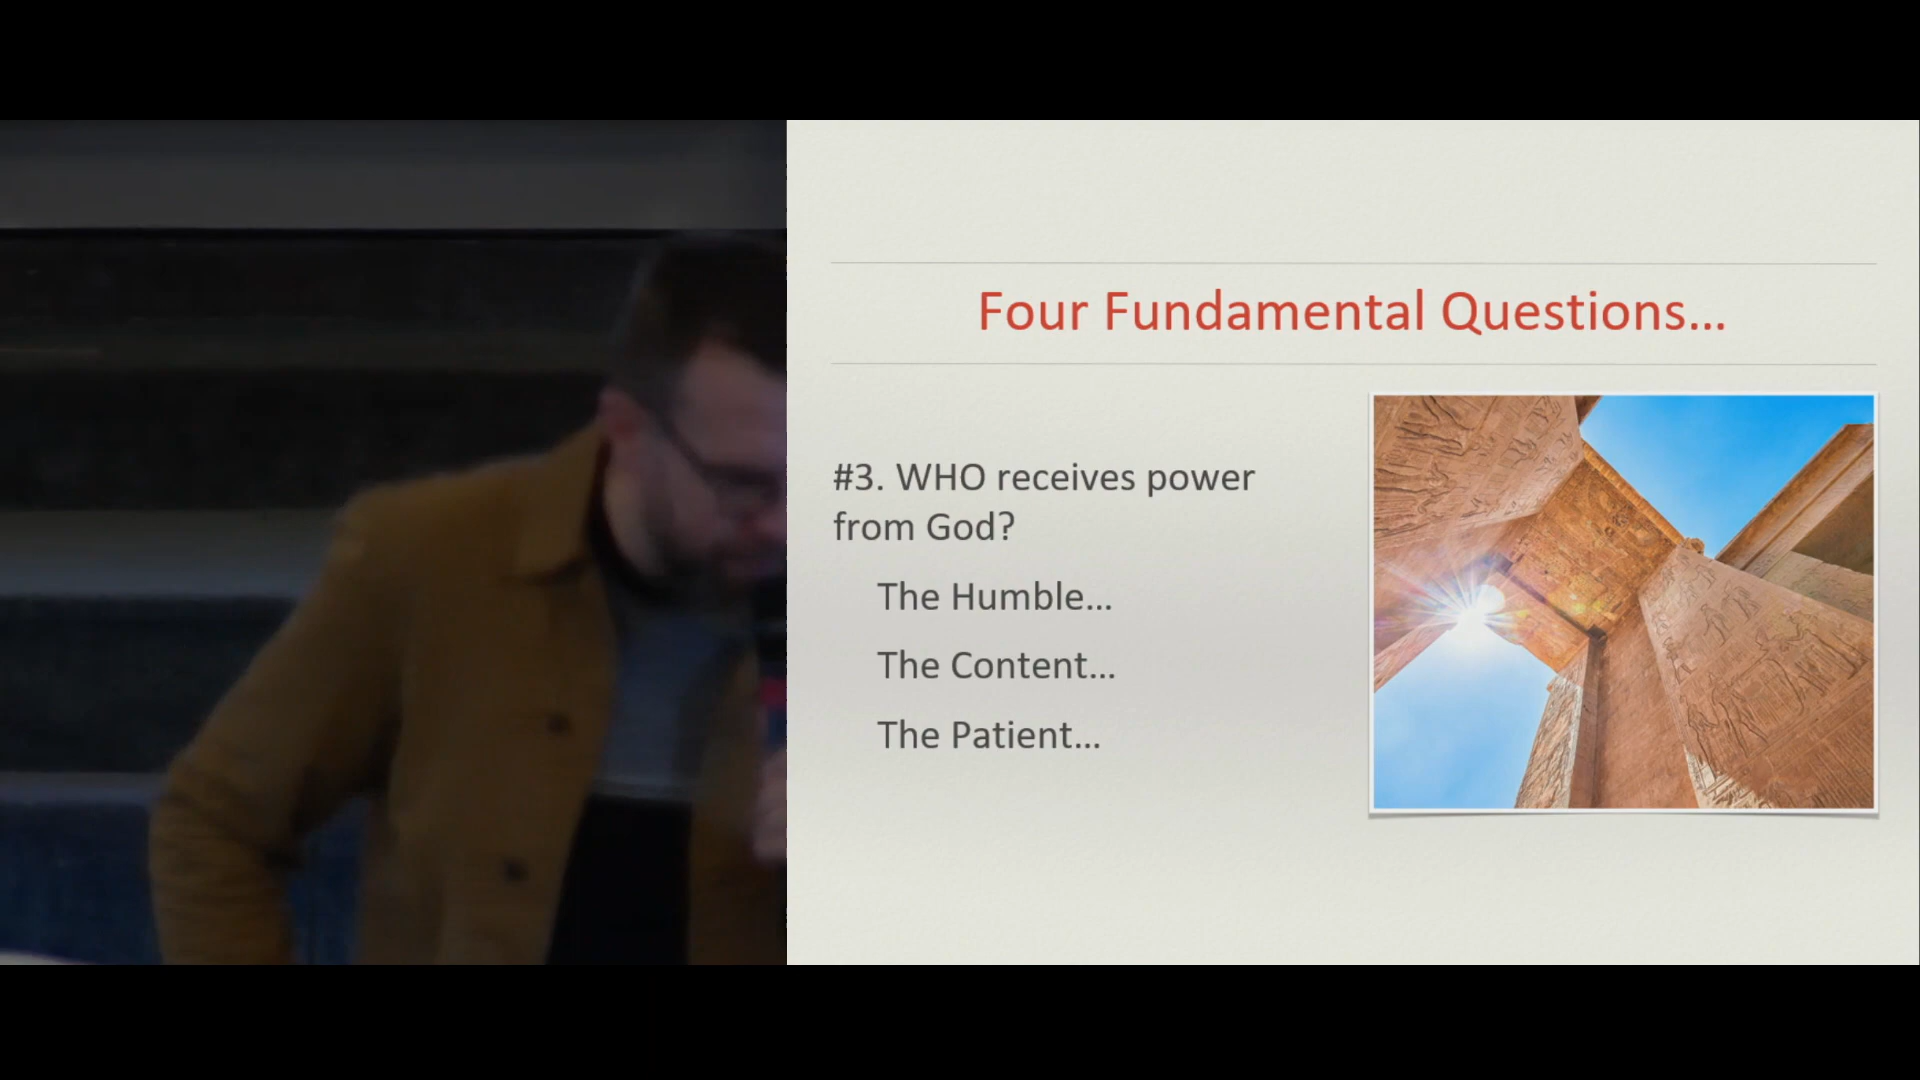 Four Fundamental Questions...
#3. WHO receives power
from God?
The Humble...
The Content...
The Patient...